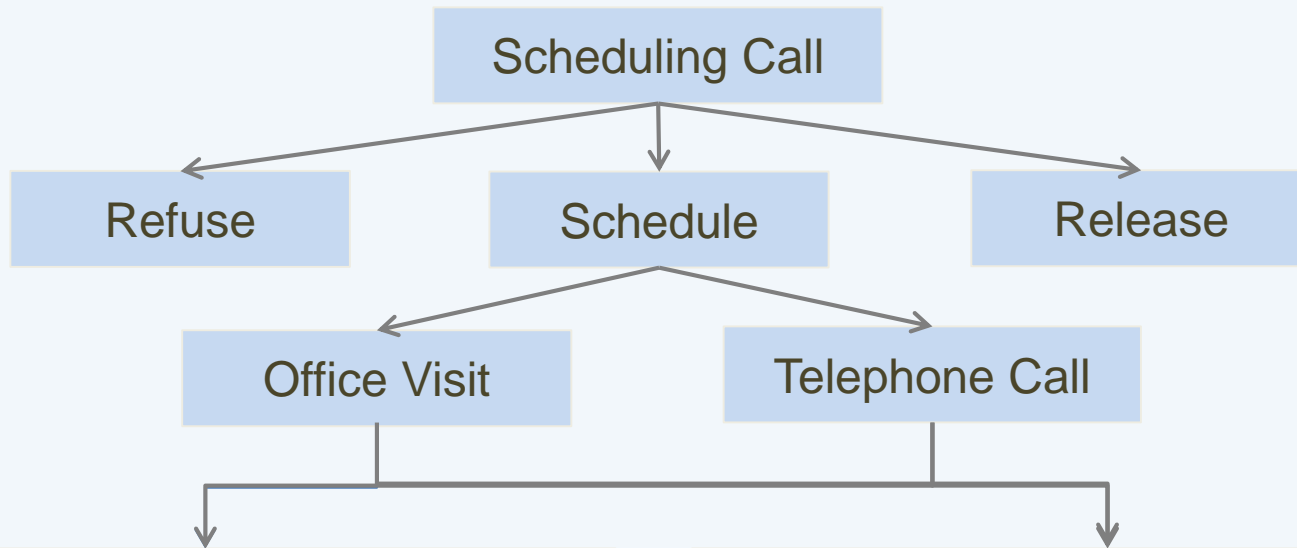 Scheduling Call
Refuse
Schedule
Release
Office Visit
Telephone Call